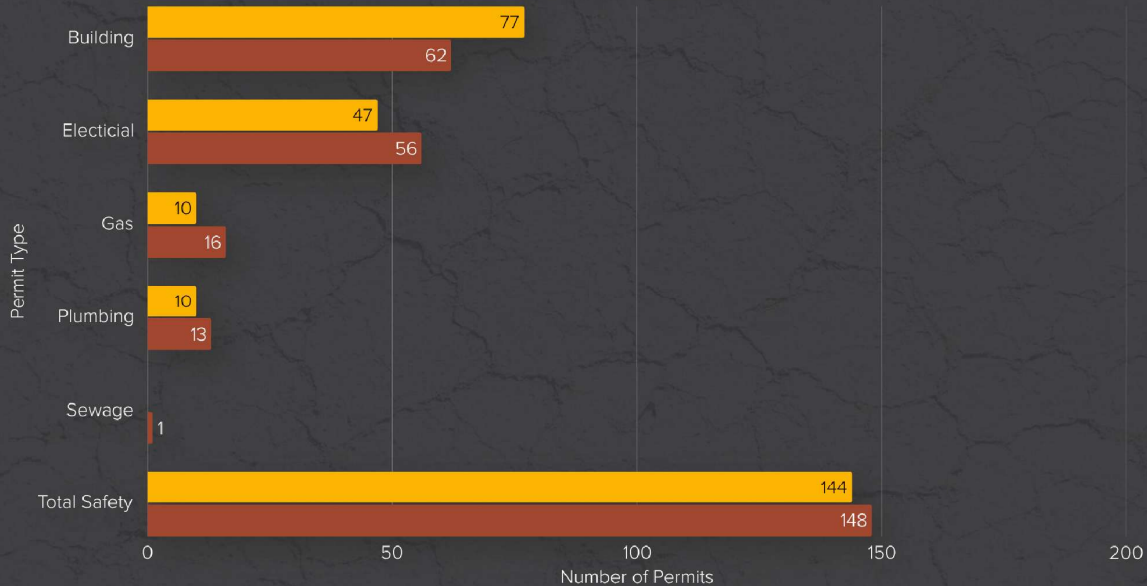 Building
77
62
Electicial
47
56
Gas
10
16
Plumbing
10
13
Sewage
1
Total Safety
144
148
Permit Type
0 50 100 150 200
Number of Permits